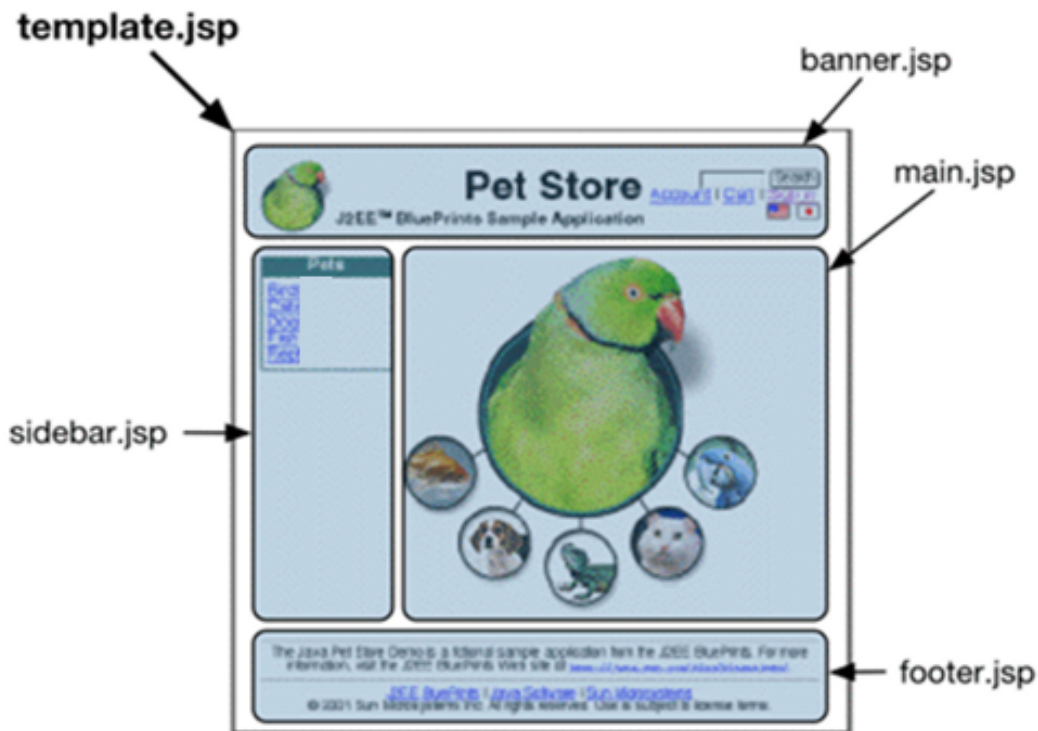 template.jsp
banner.jsp
main.jsp
Pet Store
Search
Account | Cart | Sign in
J2EE™ BluePrints Sample Application
Pets
sidebar.jsp
The Java Pet Store Demo is a fictional sample application from the J2EE BluePrints. For more
information, visit the J2EE BluePrints Web site at
footer.jsp
J2EE BluePrints | Java Software | Sun Microsystems
© 2001 Sun Microsystems Inc. All rights reserved. Use is subject to license terms.